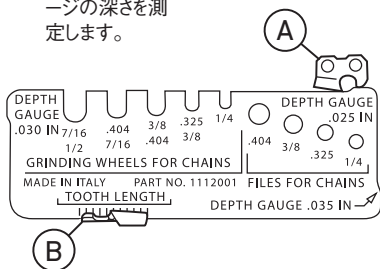 ージの深さを測
定します。
A
DEPTH
GAUGE
.030 IN
7/16
1/2
.404
7/16
3/8
.404
.325
3/8
1/4
DEPTH GAUGE
.025 IN
.404
3/8
.325
1/4
GRINDING WHEELS FOR CHAINS
MADE IN ITALY PART NO. 1112001
FILES FOR CHAINS
TOOTH LENGTH
DEPTH GAUGE .035 IN
B